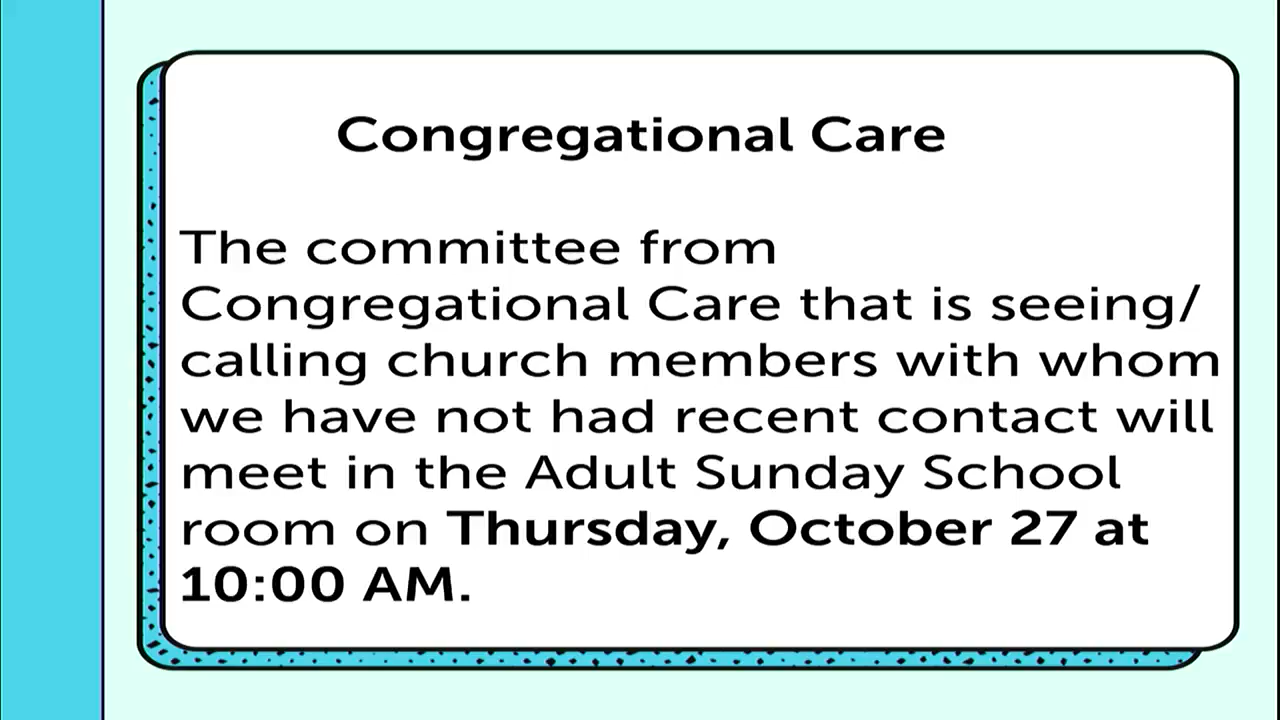 Congregational Care
The committee from
Congregational Care that is seeing/
calling church members with whom
we have not had recent contact will
meet in the Adult Sunday School
room on Thursday, October 27 at
10:00 AM.